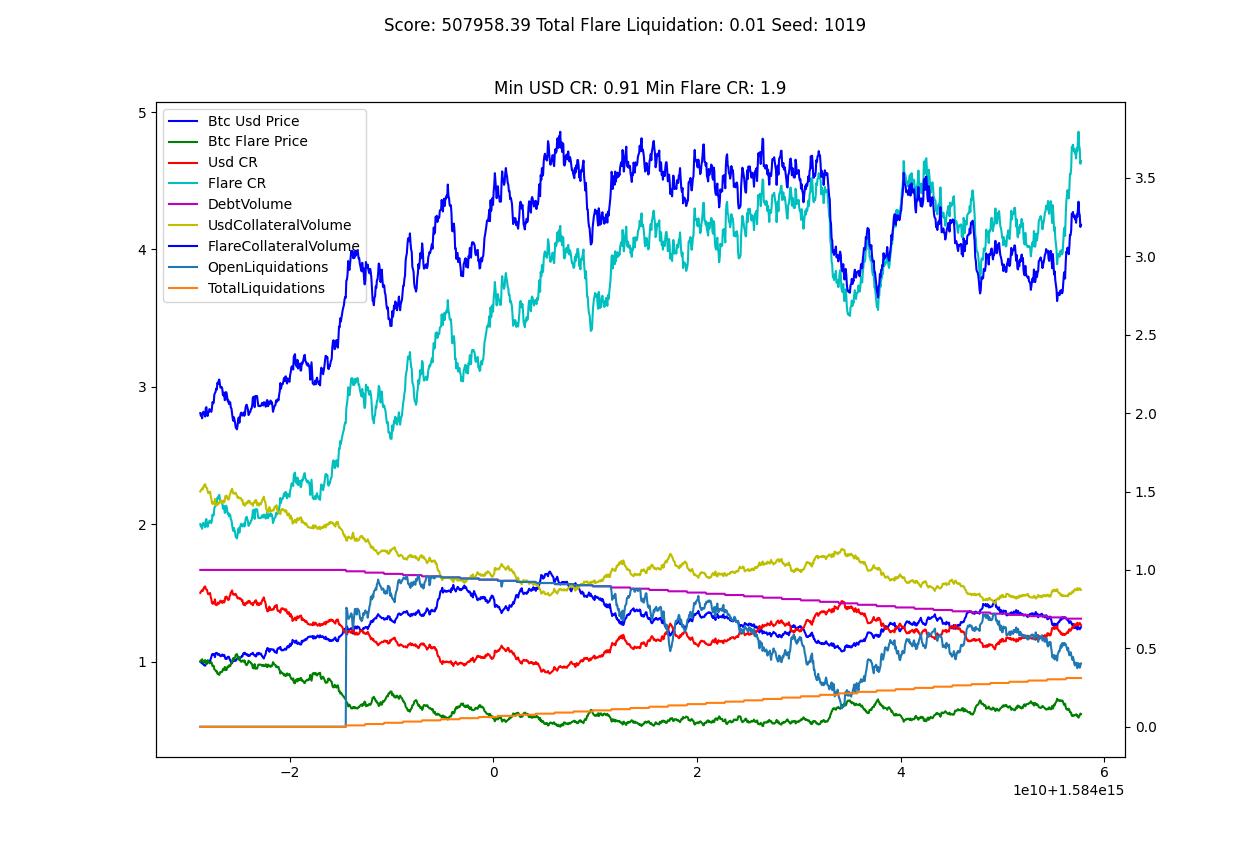 Score: 507958.39 Total Flare Liquidation: 0.01 Seed: 1019
Min USD CR: 0.91 Min Flare CR: 1.9
Btc Usd Price
Btc Flare Price
Usd CR
Flare CR
DebtVolume
UsdCollateralVolume
FlareCollateralVolume
OpenLiquidations
TotalLiquidations
5
4
3
2
1
3.5
3.0
2.5
2.0
1.5
1.0
0.5
0.0
−2
0
2
4
6
1e10+1.584e15